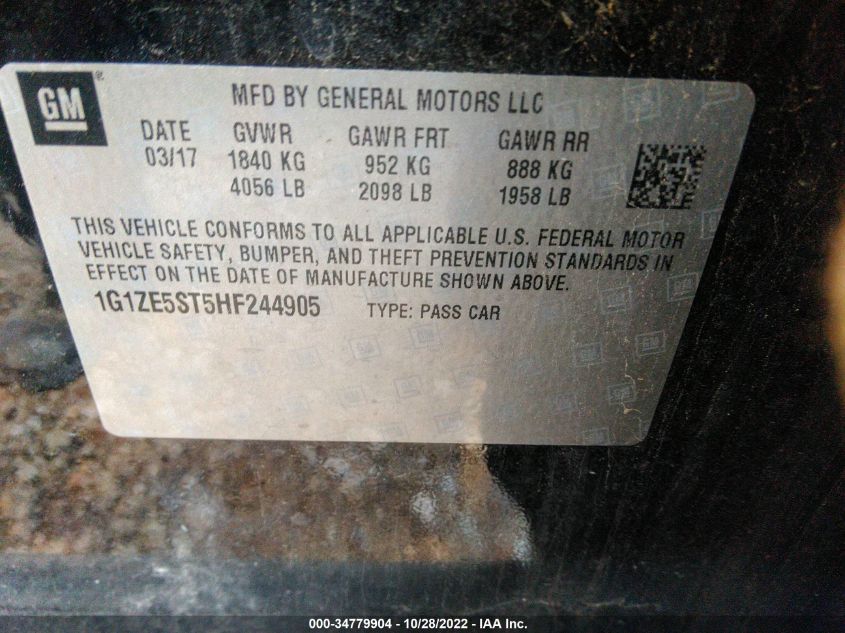 GM ®
MFD BY GENERAL MOTORS LLC
DATE GVWR GAWR FRT GAWR RR
03/17 1840 KG 952 KG 888 KG
4056 LB 2098 LB 1958 LB
THIS VEHICLE CONFORMS TO ALL APPLICABLE U.S. FEDERAL MOTOR
VEHICLE SAFETY, BUMPER, AND THEFT PREVENTION STANDARDS IN
EFFECT ON THE DATE OF MANUFACTURE SHOWN ABOVE.
1G1ZE5ST5HF244905 TYPE: PASS CAR
000-34779904 - 10/28/2022 - IAA Inc.